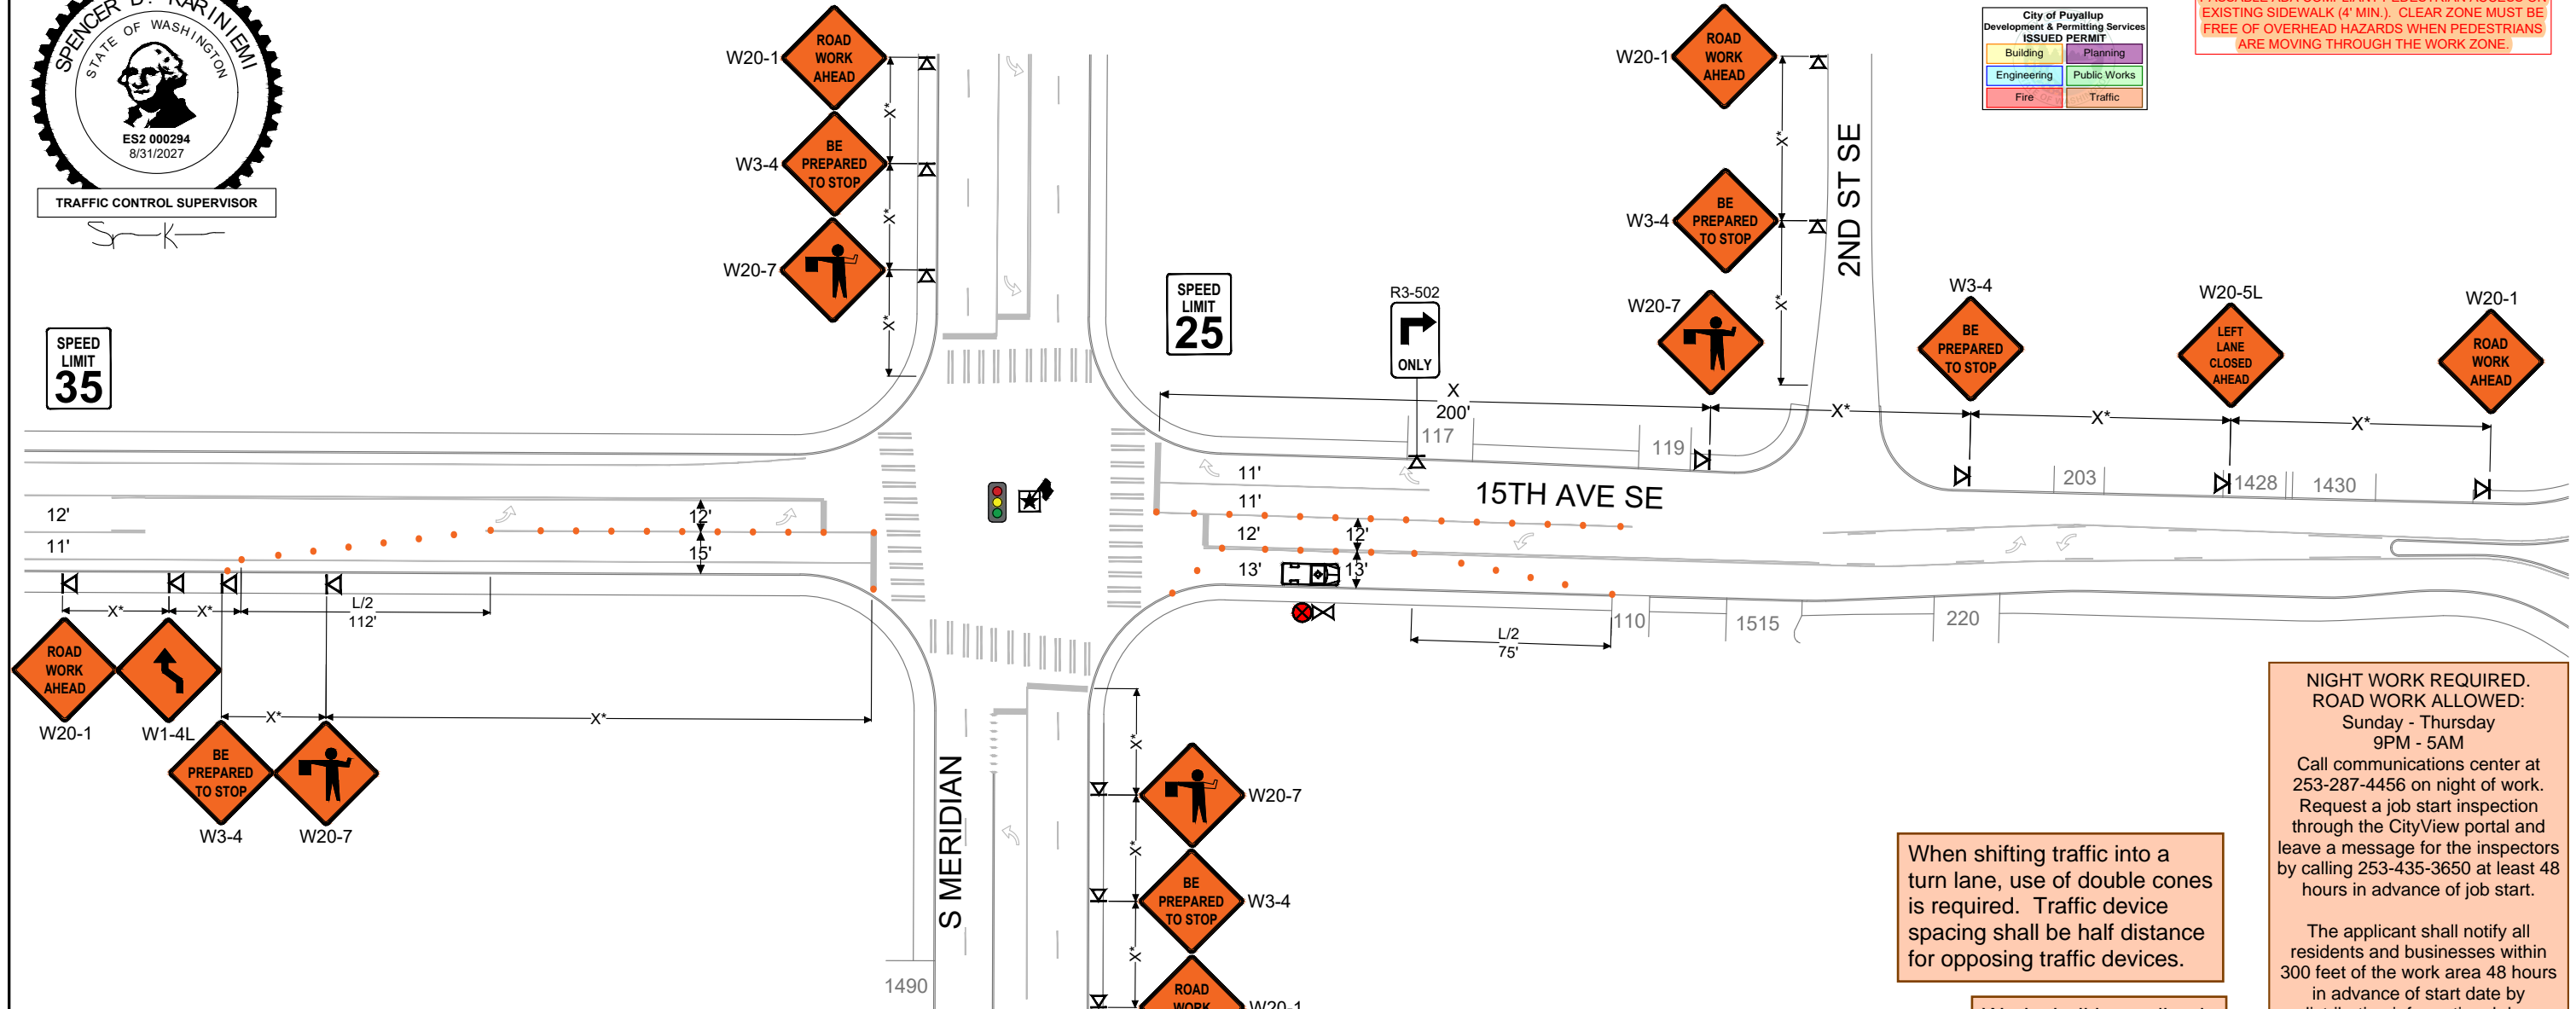 SPENCER D. KARINIEMI
STATE OF WASHINGTON
ES2 000294
8/31/2027
TRAFFIC CONTROL SUPERVISOR
SPEED
LIMIT
35
W20-1
ROAD
WORK
AHEAD
W3-4
BE
PREPARED
TO STOP
W20-7
X*
X*
X*
SPEED
LIMIT
25
R3-502
ONLY
W20-1
ROAD
WORK
AHEAD
W3-4
BE
PREPARED
TO STOP
W20-7
X*
X*
2ND ST SE
City of Puyallup
Development & Permitting Services
ISSUED PERMIT
Building
Planning
Engineering
Public Works
Fire
Traffic
EXISTING SIDEWALK (4' MIN.). CLEAR ZONE MUST BE
FREE OF OVERHEAD HAZARDS WHEN PEDESTRIANS
ARE MOVING THROUGH THE WORK ZONE.
W3-4
BE
PREPARED
TO STOP
W20-5L
LEFT
LANE
CLOSED
AHEAD
W20-1
ROAD
WORK
AHEAD
X
200'
X*
X*
X*
117
119
203
1428
1430
15TH AVE SE
11'
11'
12'
12'
13'
13'
12'
11'
12'
15'
X*
X*
L/2
112'
ROAD
WORK
AHEAD
W20-1
W1-4L
X*
X*
BE
PREPARED
TO STOP
W3-4
W20-7
L/2
75'
110
1515
220
S MERIDIAN
1490
X*
X*
X*
W20-7
BE
PREPARED
TO STOP
W3-4
ROAD
WORK
W20-1
When shifting traffic into a
turn lane, use of double cones
is required. Traffic device
spacing shall be half distance
for opposing traffic devices.
NIGHT WORK REQUIRED.
ROAD WORK ALLOWED:
Sunday - Thursday
9PM - 5AM
Call communications center at
253-287-4456 on night of work.
Request a job start inspection
through the CityView portal and
leave a message for the inspectors
by calling 253-435-3650 at least 48
hours in advance of job start.
The applicant shall notify all
residents and businesses within
300 feet of the work area 48 hours
in advance of start date by